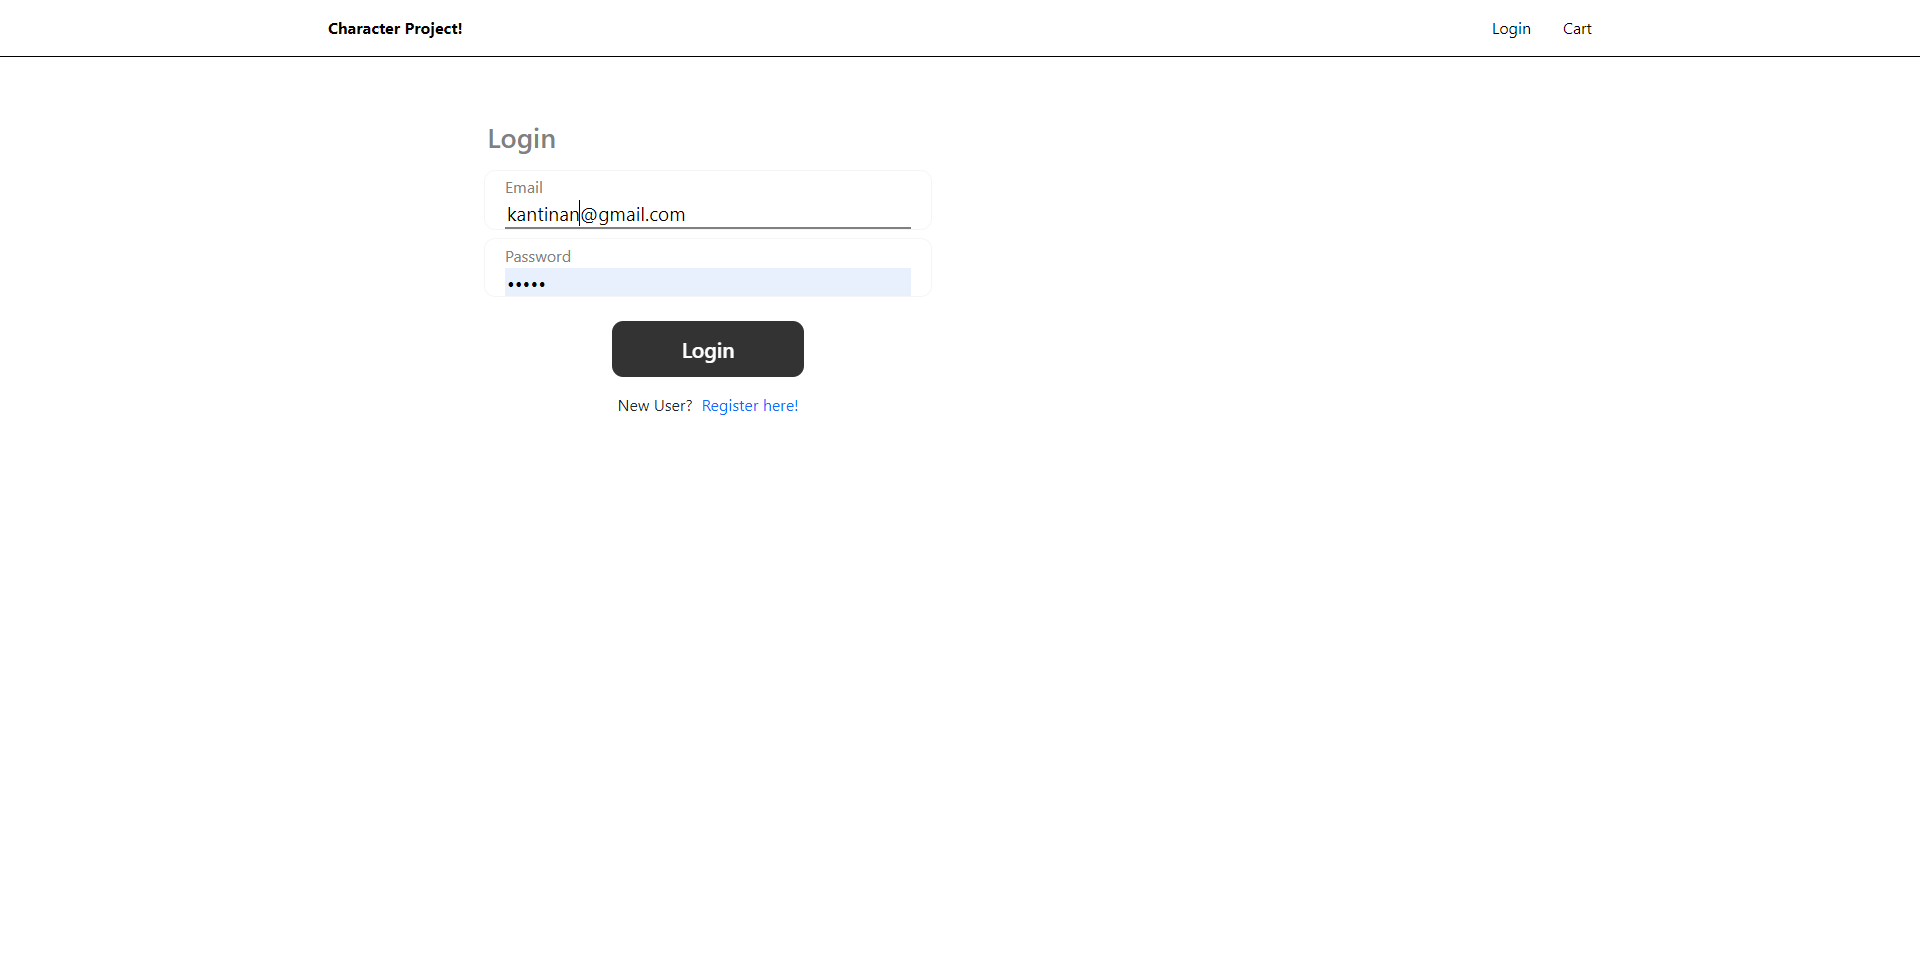 Character Project!
Login
Cart
Login
Email
kantinan@gmail.com
Password
•••••
Login
New User? Register here!